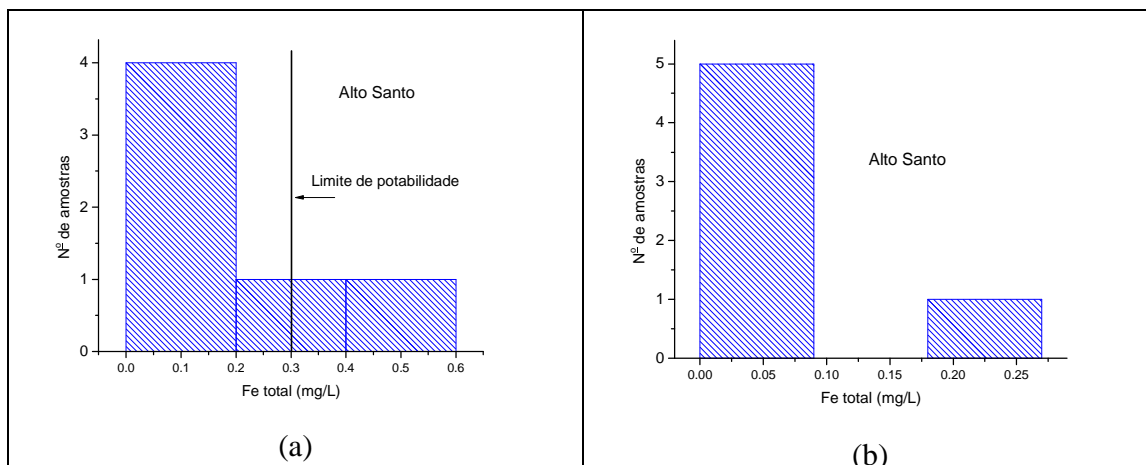 4
Alto Santo
3
Nº de amostras
Limite de potabilidade
2
1
0
0.0 0.1 0.2 0.3 0.4 0.5 0.6
Fe total (mg/L)
(a)
5
4
Alto Santo
3
Nº de amostras
2
1
0
0.00 0.05 0.10 0.15 0.20 0.25
Fe total (mg/L)
(b)